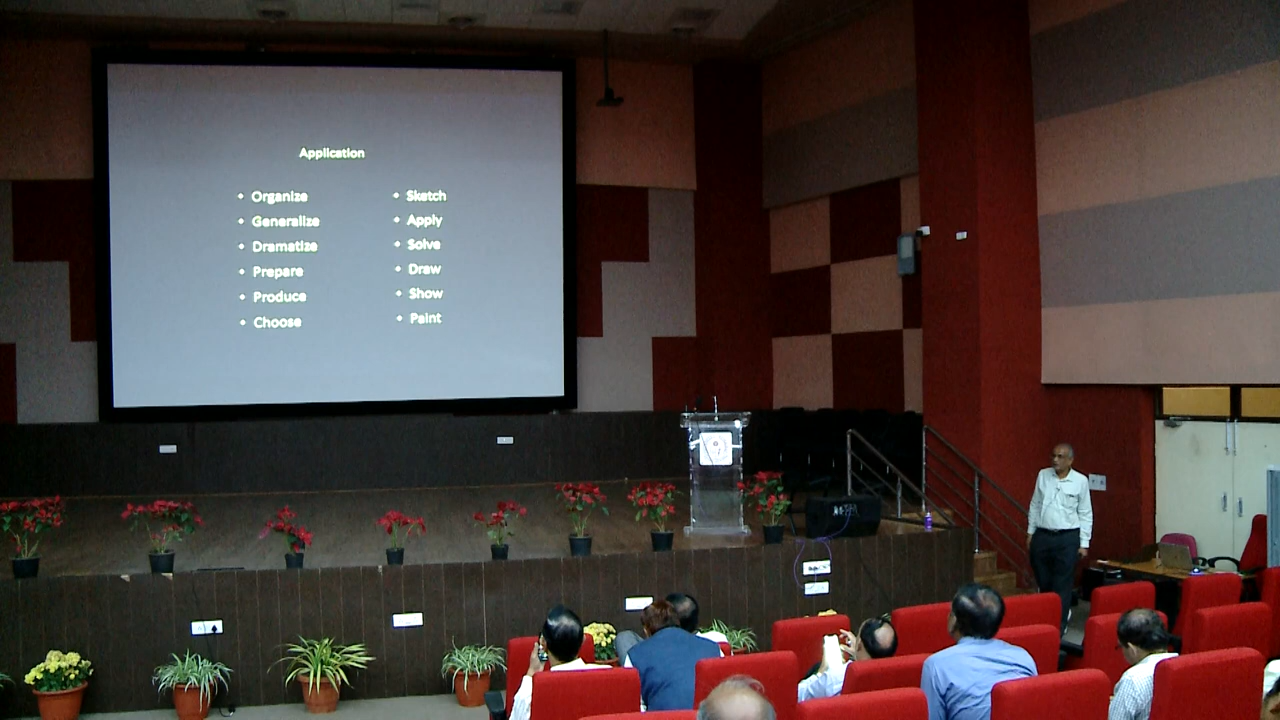 Application
• Organize
• Generalize
• Dramatize
• Prepare
• Produce
• Choose
• Sketch
• Apply
• Solve
• Draw
• Show
• Paint